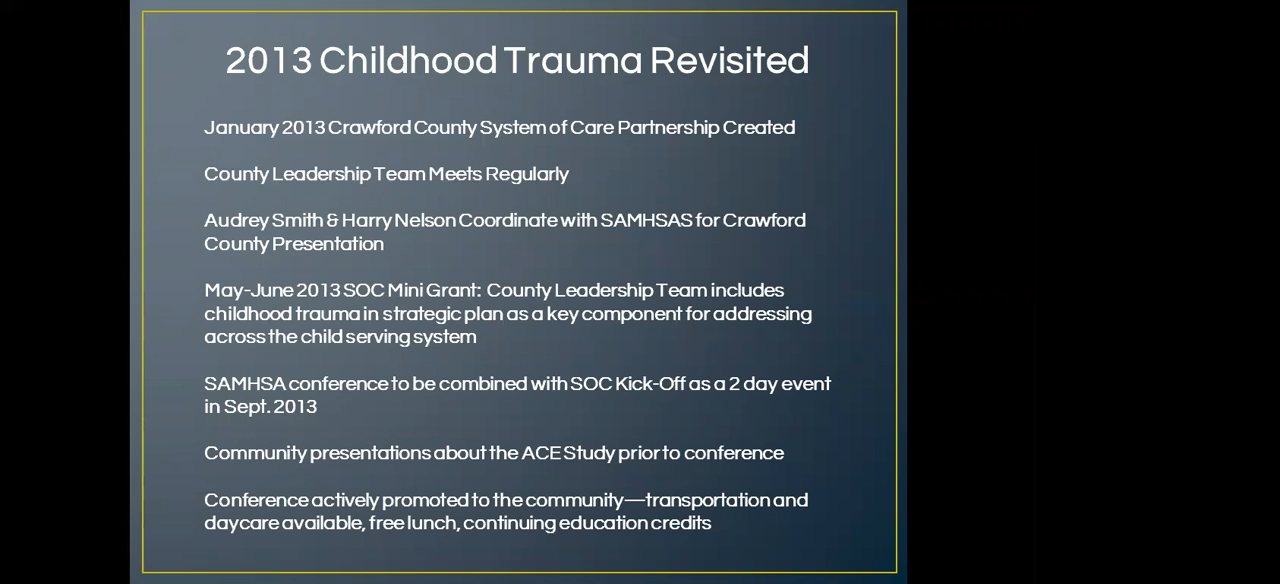 2013 Childhood Trauma Revisited
January 2013 Crawford County System of Care Partnership Created
County Leadership Team Meets Regularly
Audrey Smith & Harry Nelson Coordinate with SAMHSAS for Crawford
County Presentation
May-June 2013 SOC Mini Grant:  County Leadership Team includes
childhood trauma in strategic plan as a key component for addressing
across the child serving system
SAMHSA conference to be combined with SOC Kick-Off as a 2 day event
in Sept. 2013
Community presentations about the ACE Study prior to conference
Conference actively promoted to the community—transportation and
daycare available, free lunch, continuing education credits